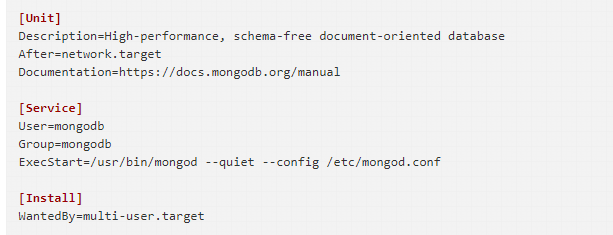 [Unit]
Description=High-performance, schema-free document-oriented database
After=network.target
Documentation=https://docs.mongodb.org/manual
[Service]
User=mongodb
Group=mongodb
ExecStart=/usr/bin/mongod --quiet --config /etc/mongod.conf
[Install]
WantedBy=multi-user.target